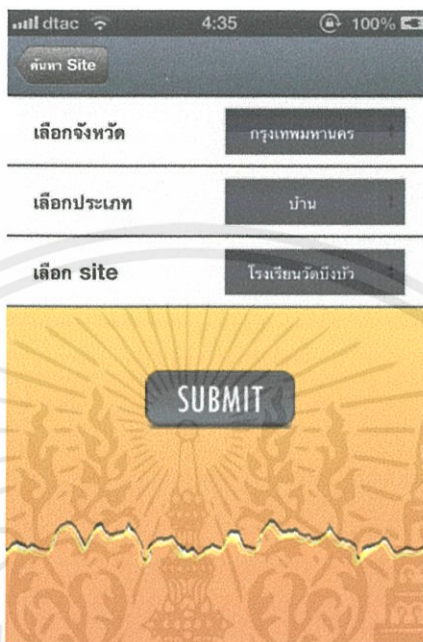 dtac 4:35 100%
ค้นหา Site
เลือกจังหวัด กรุงเทพมหานคร
เลือกประเภท บ้าน
เลือก site โรงเรียนวัดบึงบัว
SUBMIT